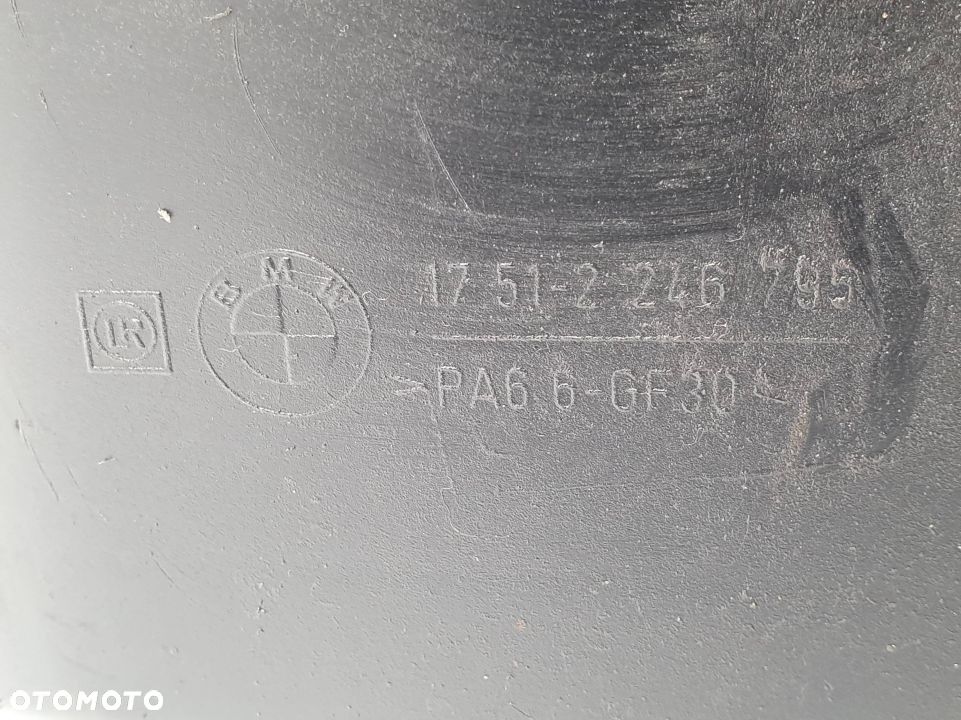 BMW
17 51-2 246 795
>PA6 6-GF30<
OTOMOTO